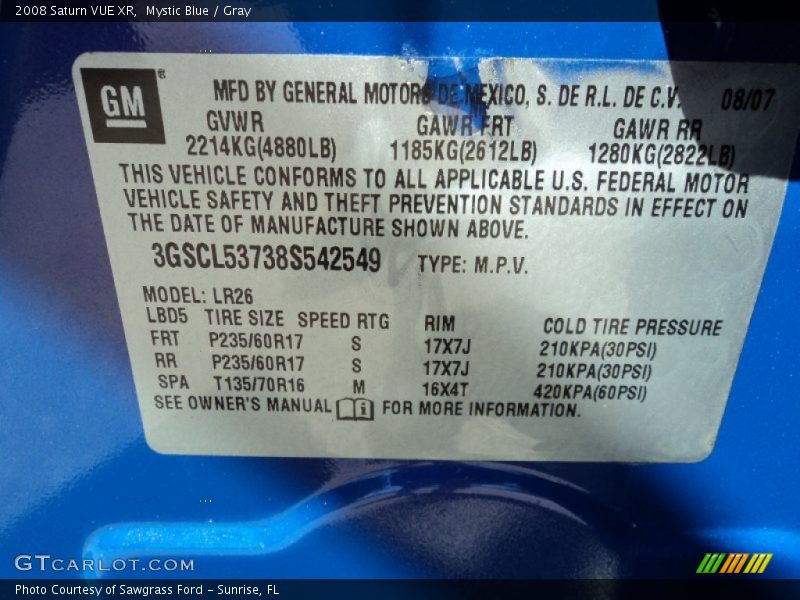 2008 Saturn VUE XR, Mystic Blue / Gray
GM®
MFD BY GENERAL MOTORS DE MEXICO, S. DE R.L. DE C.V. 08/07
GVWR GAWR FRT GAWR RR
2214KG(4880LB) 1185KG(2612LB) 1280KG(2822LB)
THIS VEHICLE CONFORMS TO ALL APPLICABLE U.S. FEDERAL MOTOR
VEHICLE SAFETY AND THEFT PREVENTION STANDARDS IN EFFECT ON
THE DATE OF MANUFACTURE SHOWN ABOVE.
3GSCL53738S542549 TYPE: M.P.V.
MODEL: LR26
LBD5 TIRE SIZE SPEED RTG RIM COLD TIRE PRESSURE
FRT P235/60R17 S 17X7J 210KPA(30PSI)
RR P235/60R17 S 17X7J 210KPA(30PSI)
SPA T135/70R16 M 16X4T 420KPA(60PSI)
SEE OWNER'S MANUAL i FOR MORE INFORMATION.
GTCARLOT.COM
Photo Courtesy of Sawgrass Ford - Sunrise, FL